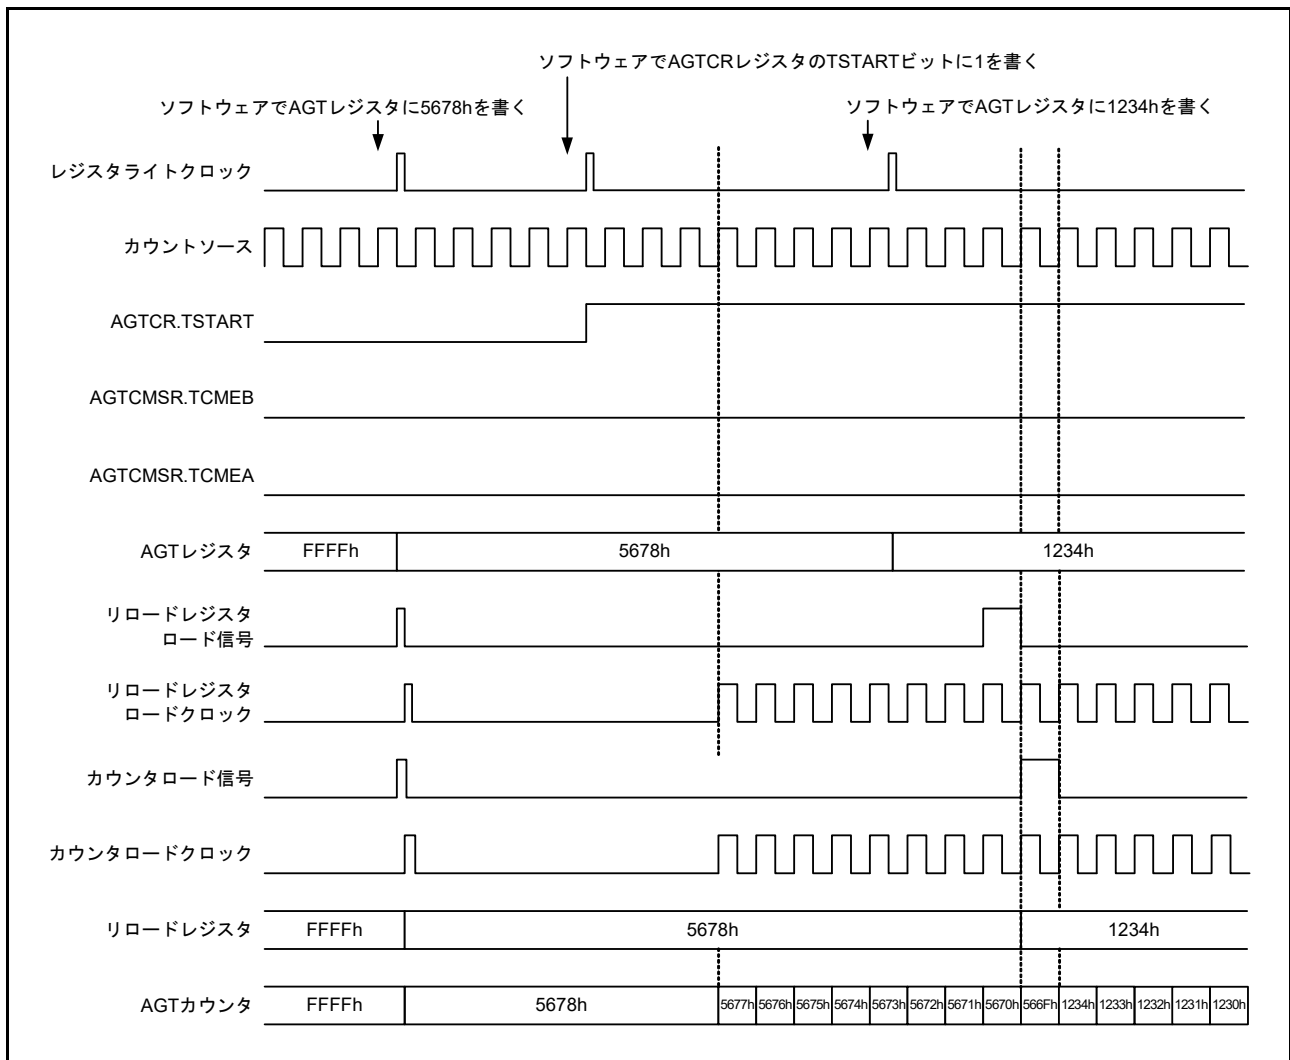 ソフトウェアでAGTCRレジスタのTSTARTビットに1を書く
ソフトウェアでAGTレジスタに5678hを書く
ソフトウェアでAGTレジスタに1234hを書く
レジスタライトクロック
カウントソース
AGTCR.TSTART
AGTCMSR.TCMEB
AGTCMSR.TCMEA
AGTレジスタ FFFFh 5678h 1234h
リロードレジスタ
ロード信号
リロードレジスタ
ロードクロック
カウンタロード信号
カウンタロードクロック
リロードレジスタ FFFFh 5678h 1234h
AGTカウンタ FFFFh 5678h 5677h 5676h 5675h 5674h 5673h 5672h 5671h 5670h 566Fh 1234h 1233h 1232h 1231h 1230h